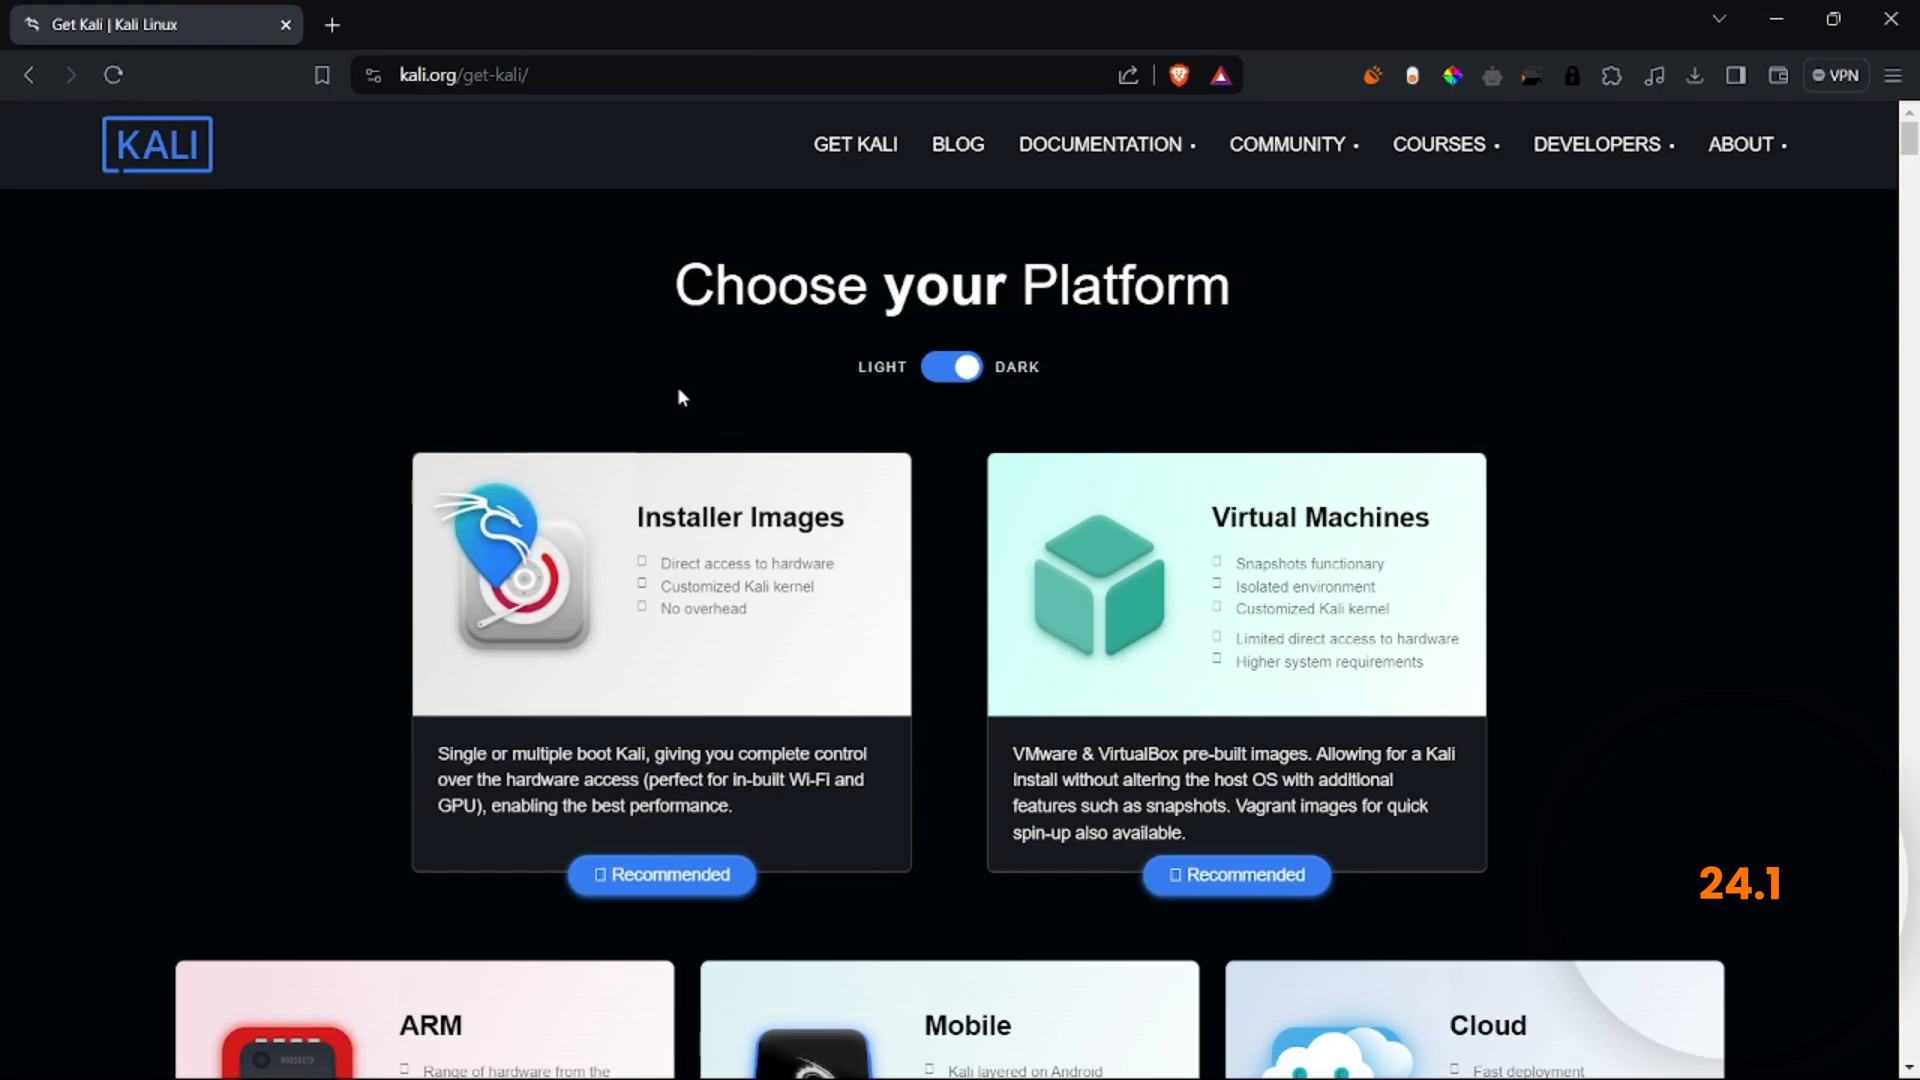 Get Kali | Kali Linux
kali.org/get-kali/
VPN
KALI
GET KALI
BLOG
DOCUMENTATION
COMMUNITY
COURSES
DEVELOPERS
ABOUT
Choose your Platform
LIGHT
DARK
Installer Images
Direct access to hardware
Customized Kali kernel
No overhead
Single or multiple boot Kali, giving you complete control
over the hardware access (perfect for in-built Wi-Fi and
GPU), enabling the best performance.
Recommended
Virtual Machines
Snapshots functionary
Isolated environment
Customized Kali kernel
Limited direct access to hardware
Higher system requirements
VMware & VirtualBox pre-built images. Allowing for a Kali
install without altering the host OS with additional
features such as snapshots. Vagrant images for quick
spin-up also available.
Recommended
24.1
ARM
Range of hardware from the
Mobile
Kali layered on Android
Cloud
Fast deployment